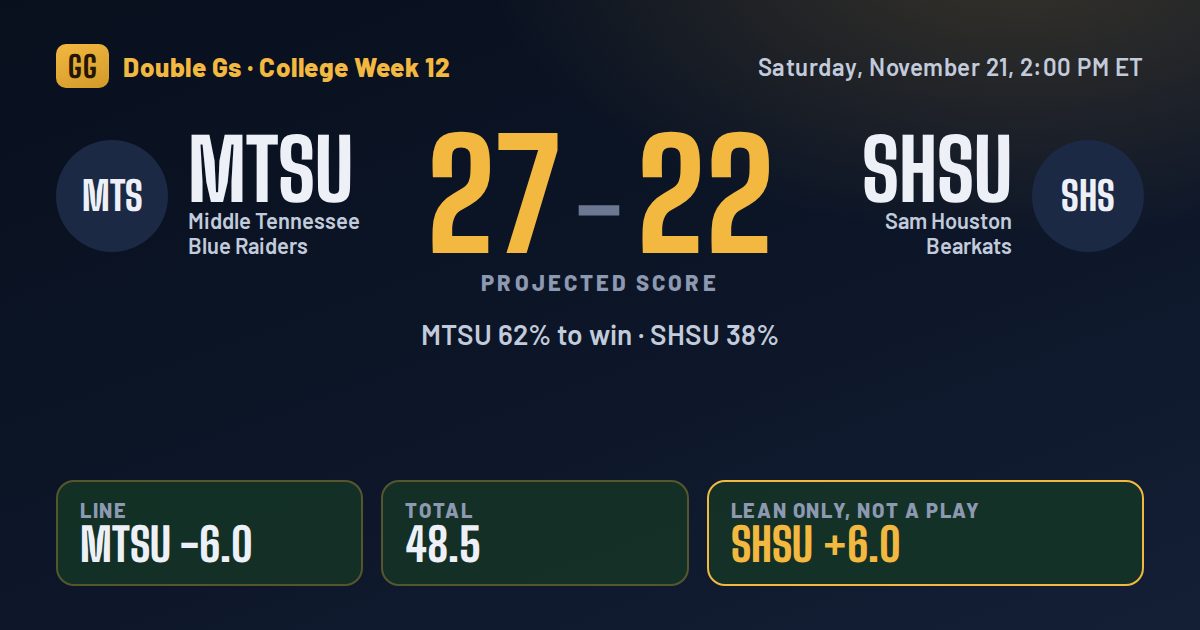 GG
Double Gs · College Week 12
Saturday, November 21, 2:00 PM ET
MTS
MTSU
Middle Tennessee
Blue Raiders
27 – 22
PROJECTED SCORE
MTSU 62% to win · SHSU 38%
SHSU
Sam Houston
Bearkats
SHS
LINE
MTSU -6.0
TOTAL
48.5
LEAN ONLY, NOT A PLAY
SHSU +6.0